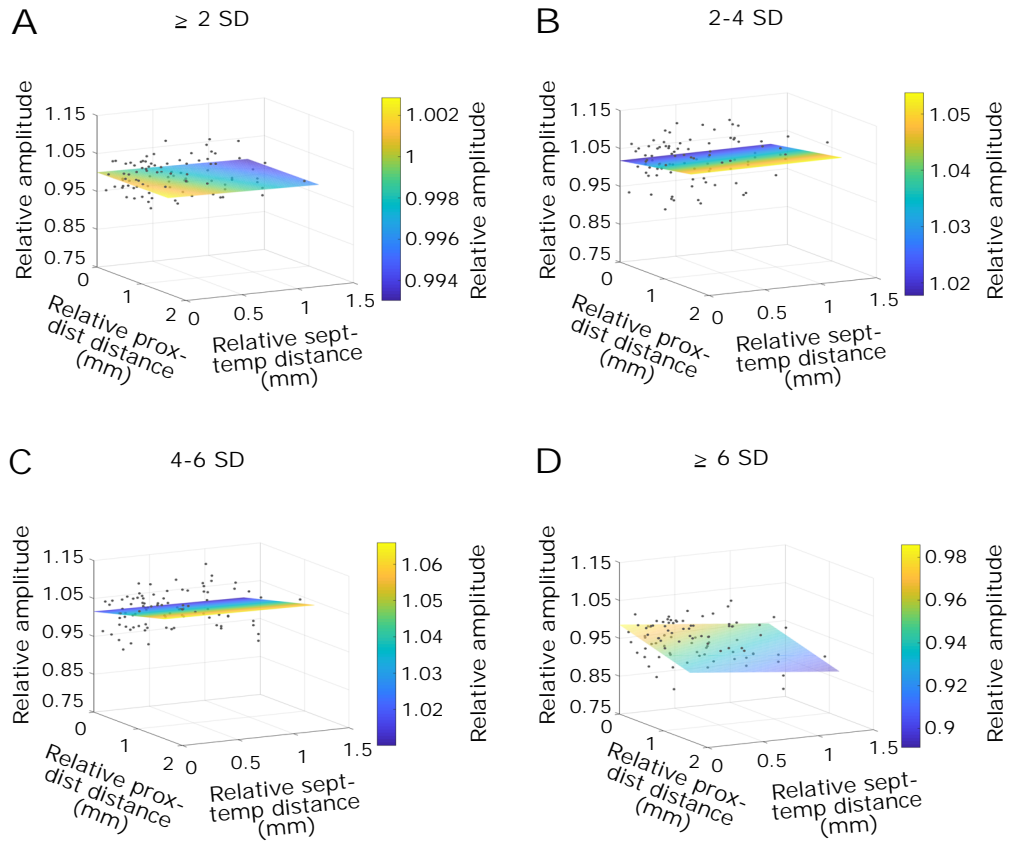 A
≥ 2 SD
Relative amplitude
1.15
1.05
0.95
0.85
0.75
0
1
2
Relative prox-
dist distance
(mm)
0
0.5
1
1.5
Relative sept-
temp distance
(mm)
1.002
1
0.998
0.996
0.994
Relative amplitude
B
2-4 SD
Relative amplitude
1.15
1.05
0.95
0.85
0.75
0
1
2
Relative prox-
dist distance
(mm)
0
0.5
1
1.5
Relative sept-
temp distance
(mm)
1.05
1.04
1.03
1.02
Relative amplitude
C
4-6 SD
Relative amplitude
1.15
1.05
0.95
0.85
0.75
0
1
2
Relative prox-
dist distance
(mm)
0
0.5
1
1.5
Relative sept-
temp distance
(mm)
1.06
1.05
1.04
1.03
1.02
Relative amplitude
D
≥ 6 SD
Relative amplitude
1.15
1.05
0.95
0.85
0.75
0
1
2
Relative prox-
dist distance
(mm)
0
0.5
1
1.5
Relative sept-
temp distance
(mm)
0.98
0.96
0.94
0.92
0.9
Relative amplitude